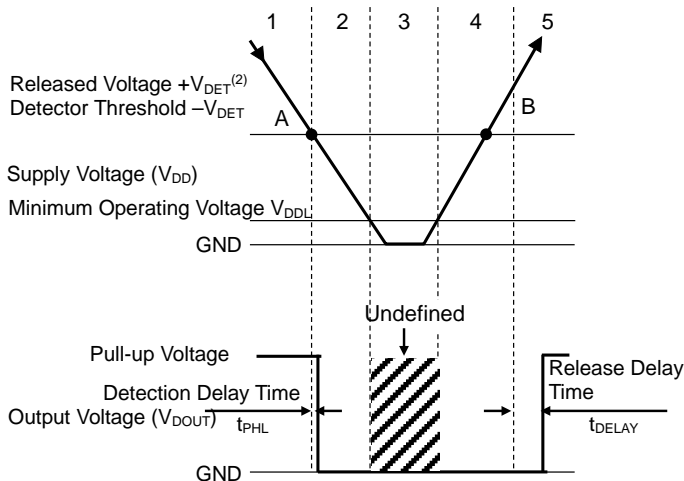 1 2 3 4 5
Released Voltage +VDET(2)
Detector Threshold –VDET
A
B
Supply Voltage (VDD)
Minimum Operating Voltage VDDL
GND
Undefined
Pull-up Voltage
Release Delay
Time
Detection Delay Time
Output Voltage (VDOUT)
tPHL
tDELAY
GND